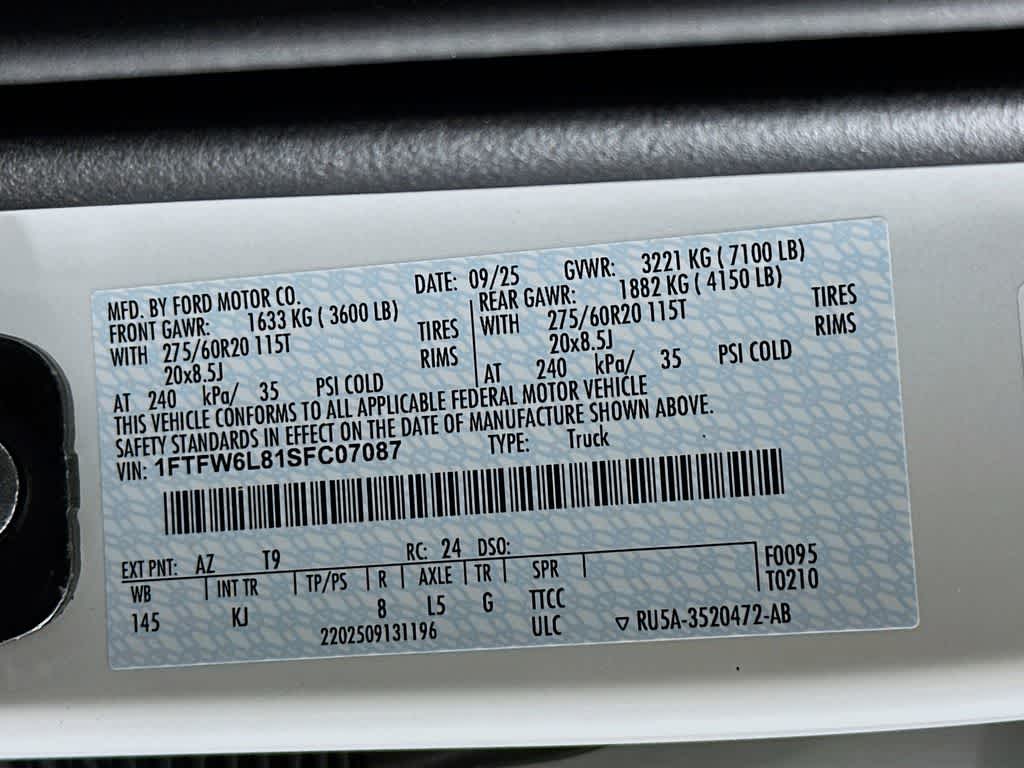 MFD. BY FORD MOTOR CO. DATE: 09/25 GVWR: 3221 KG ( 7100 LB)
FRONT GAWR: 1633 KG ( 3600 LB) REAR GAWR: 1882 KG ( 4150 LB)
WITH 275/60R20 115T TIRES WITH 275/60R20 115T TIRES
20x8.5J RIMS 20x8.5J RIMS
AT 240 kPa/ 35 PSI COLD AT 240 kPa/ 35 PSI COLD
THIS VEHICLE CONFORMS TO ALL APPLICABLE FEDERAL MOTOR VEHICLE
SAFETY STANDARDS IN EFFECT ON THE DATE OF MANUFACTURE SHOWN ABOVE.
VIN: 1FTFW6L81SFC07087 TYPE: Truck
EXT PNT: AZ T9 RC: 24 DSO: F0095
WB INT TR TP/PS R AXLE TR SPR T0210
145 KJ 8 L5 G TTCC
2202509131196 ULC ▽ RU5A-3520472-AB